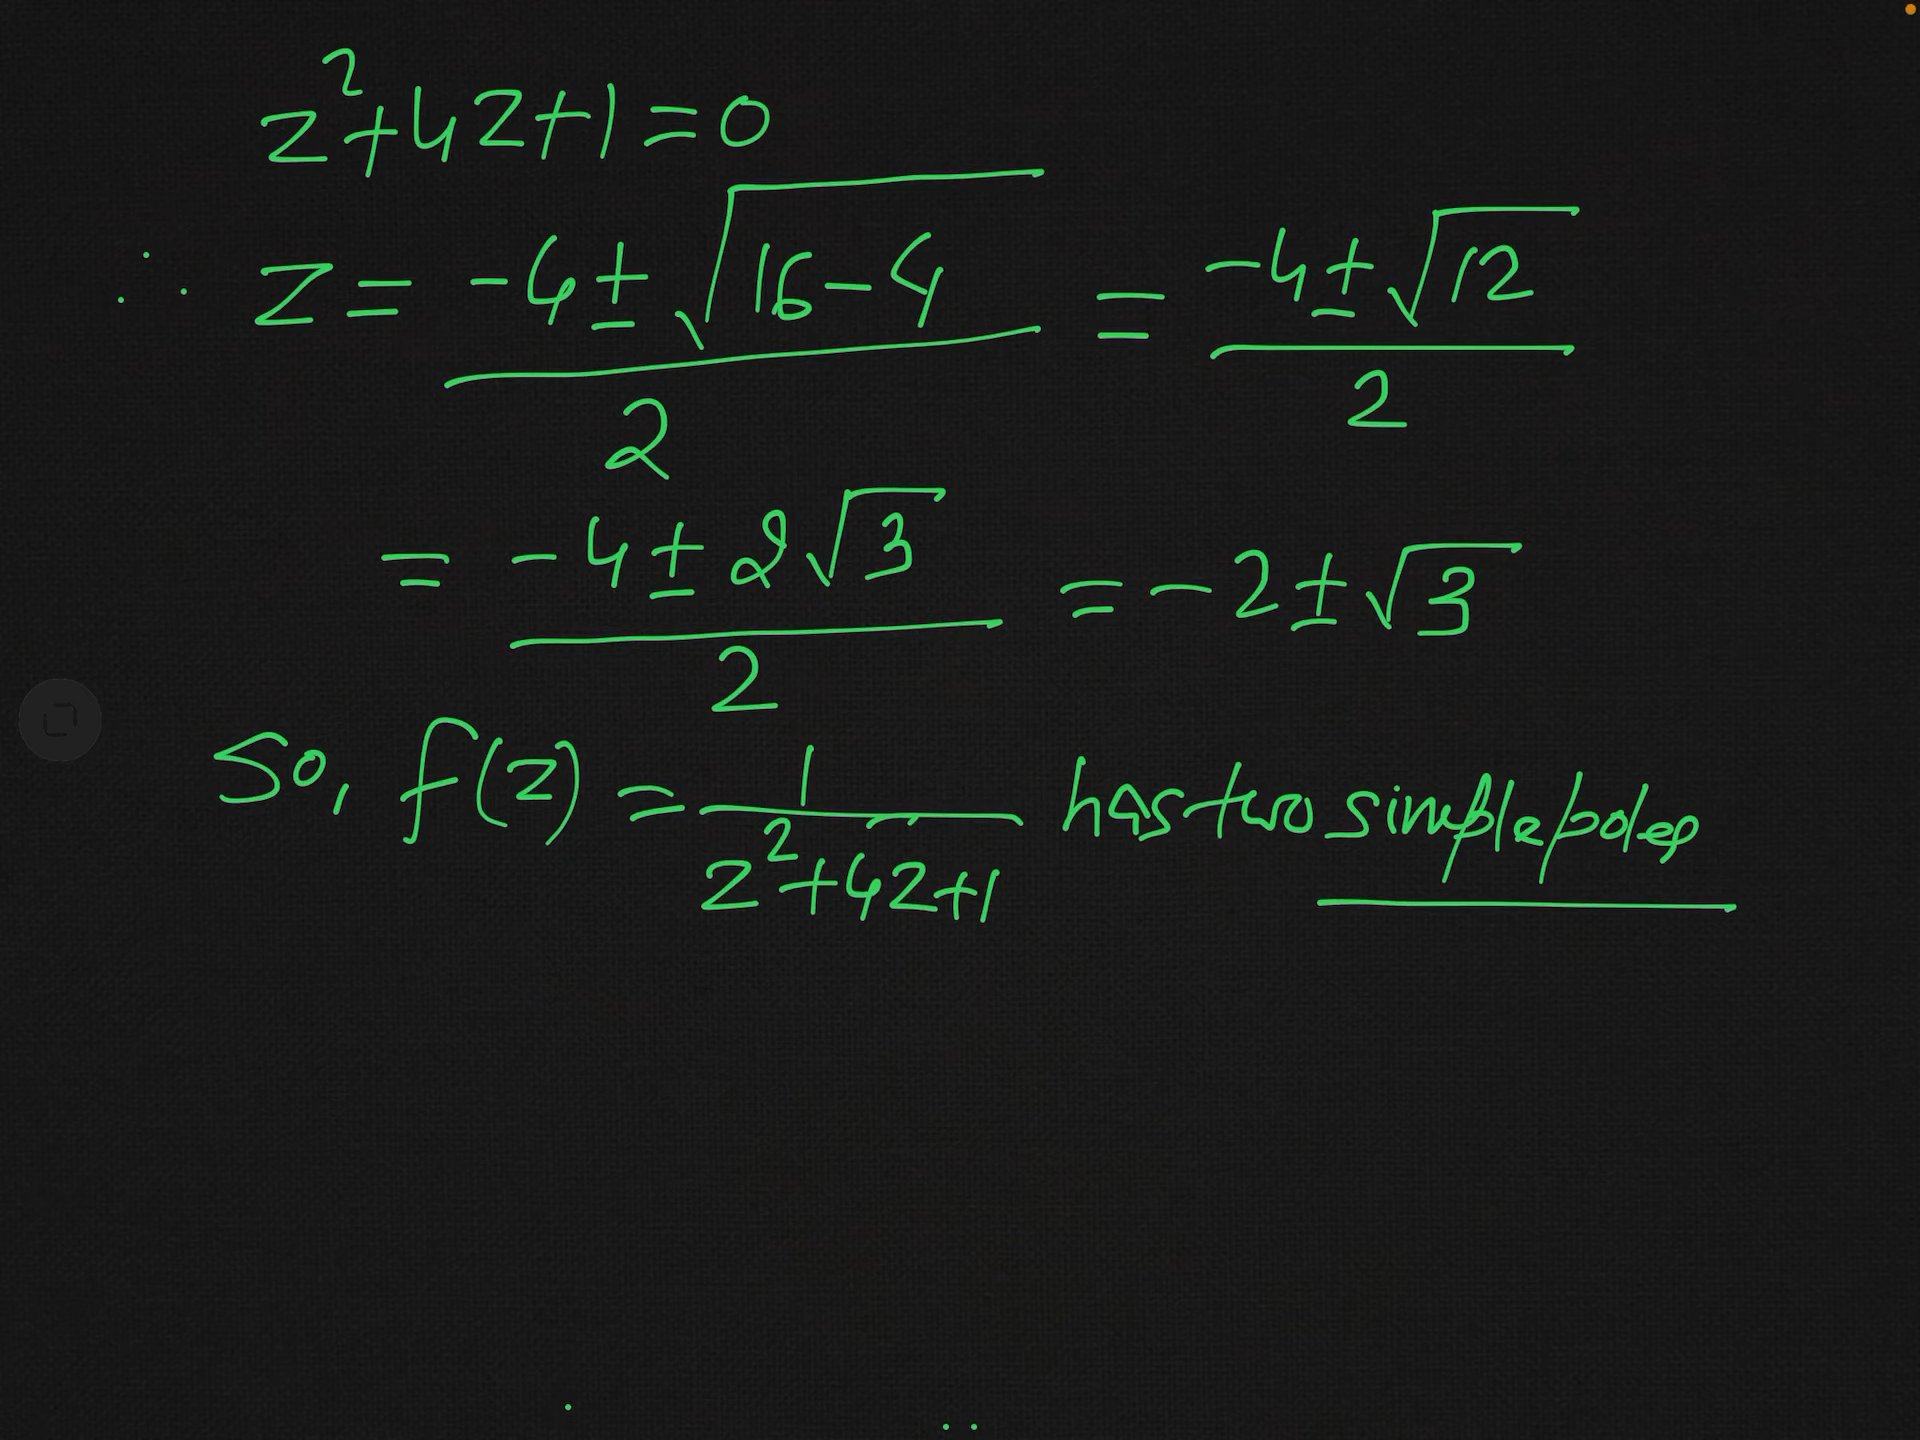 z²+4z+1=0
∴ z = (-4±√(16-4))/2 = (-4±√12)/2
= (-4±2√3)/2 = -2±√3
So, f(z) = 1/(z²+4z+1) has two simple poles